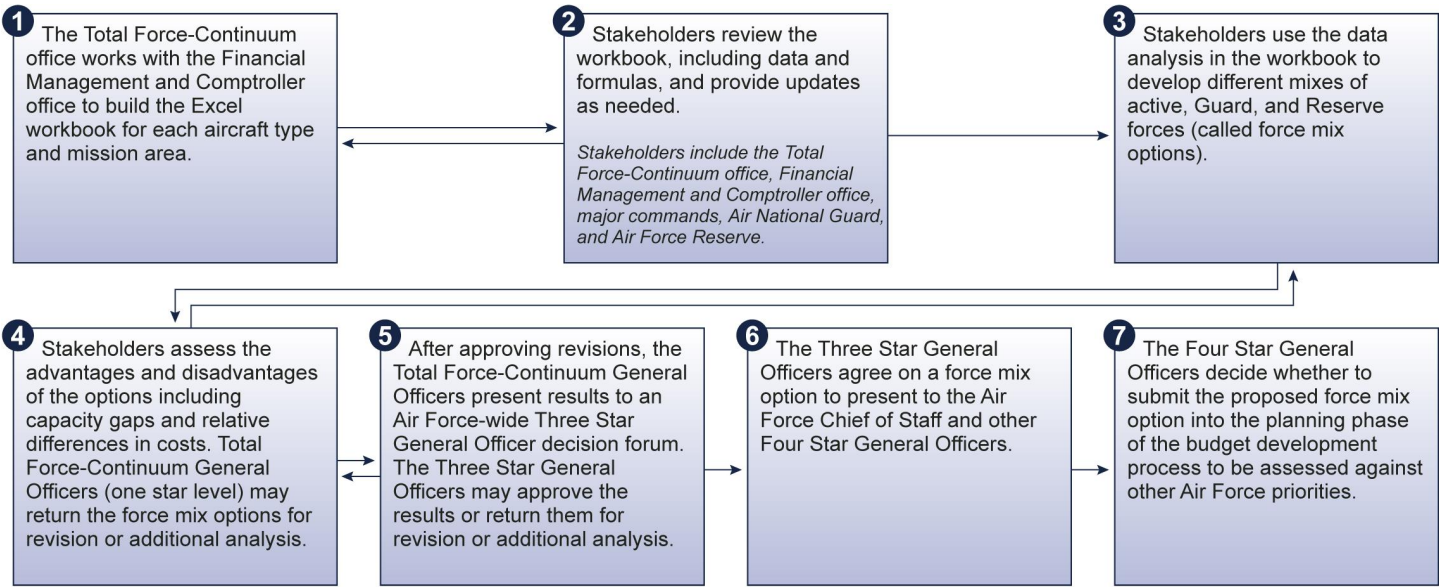 1
The Total Force-Continuum
office works with the Financial
Management and Comptroller
office to build the Excel
workbook for each aircraft type
and mission area.
2
Stakeholders review the
workbook, including data and
formulas, and provide updates
as needed.
Stakeholders include the Total
Force-Continuum office, Financial
Management and Comptroller office,
major commands, Air National Guard,
and Air Force Reserve.
3
Stakeholders use the data
analysis in the workbook to
develop different mixes of
active, Guard, and Reserve
forces (called force mix
options).
4
Stakeholders assess the
advantages and disadvantages
of the options including
capacity gaps and relative
differences in costs. Total
Force-Continuum General
Officers (one star level) may
return the force mix options for
revision or additional analysis.
5
After approving revisions, the
Total Force-Continuum General
Officers present results to an
Air Force-wide Three Star
General Officer decision forum.
The Three Star General
Officers may approve the
results or return them for
revision or additional analysis.
6
The Three Star General
Officers agree on a force mix
option to present to the Air
Force Chief of Staff and other
Four Star General Officers.
7
The Four Star General
Officers decide whether to
submit the proposed force mix
option into the planning phase
of the budget development
process to be assessed against
other Air Force priorities.